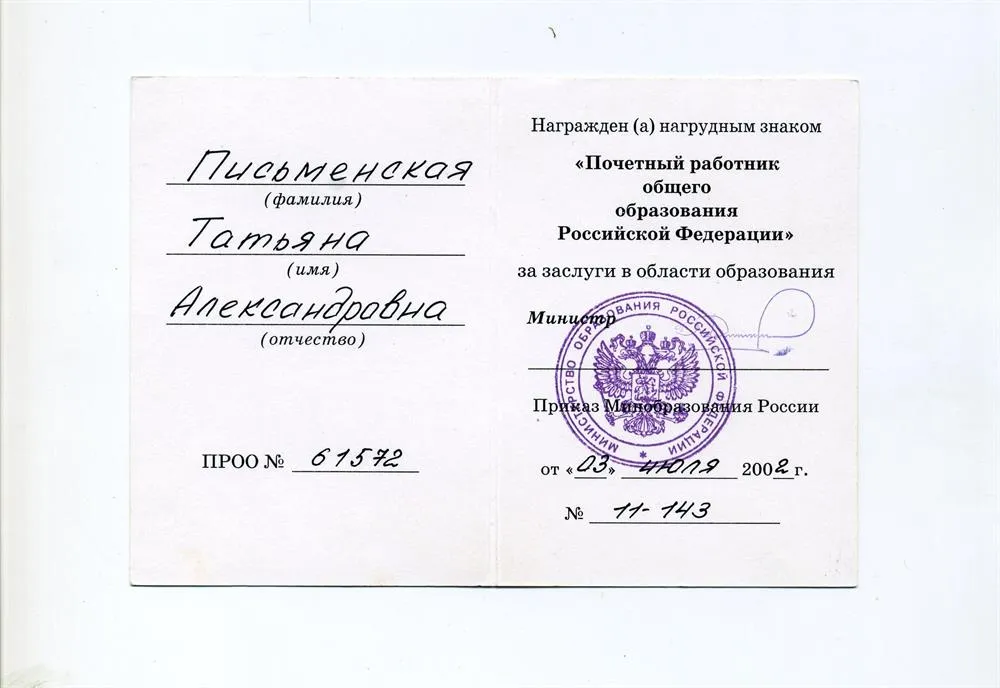 Письменская
(фамилия)
Татьяна
(имя)
Александровна
(отчество)
ПРОО № 61572
Награжден (а) нагрудным знаком
«Почетный работник
общего
образования
Российской Федерации»
за заслуги в области образования
Министр
МИНИСТЕРСТВО ОБРАЗОВАНИЯ РОССИЙСКОЙ ФЕДЕРАЦИИ *
Приказ Минобразования России
от «03» июля 2002 г.
№ 11-143